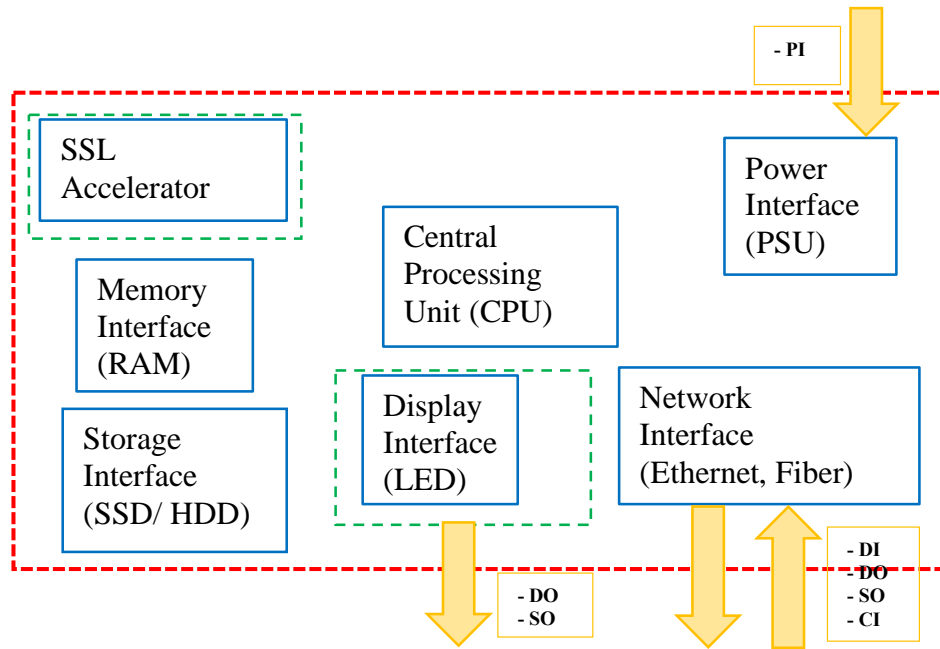 - PI
SSL
Accelerator
Power
Interface
(PSU)
Central
Processing
Unit (CPU)
Memory
Interface
(RAM)
Display
Interface
(LED)
Network
Interface
(Ethernet, Fiber)
Storage
Interface
(SSD/ HDD)
- DO
- SO
- DI
- DO
- SO
- CI